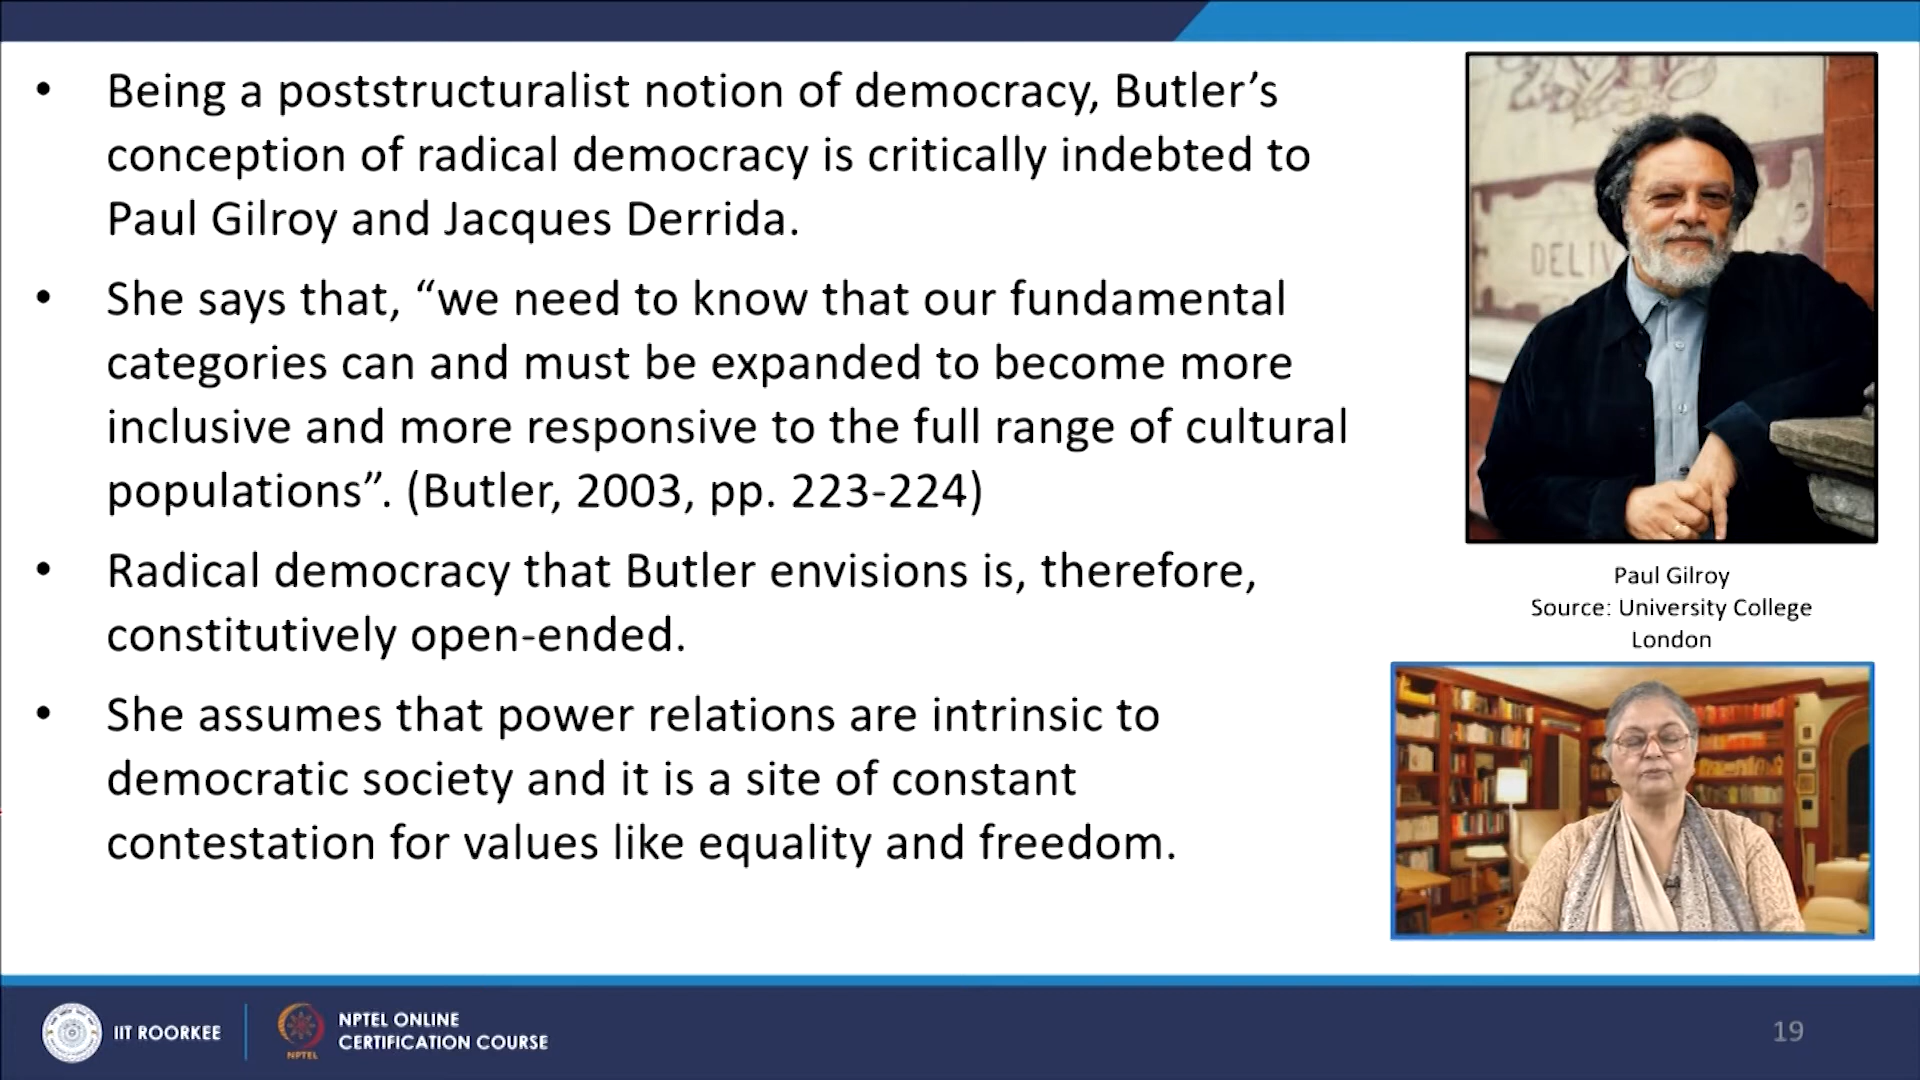 • Being a poststructuralist notion of democracy, Butler’s
conception of radical democracy is critically indebted to
Paul Gilroy and Jacques Derrida.
• She says that, “we need to know that our fundamental
categories can and must be expanded to become more
inclusive and more responsive to the full range of cultural
populations”. (Butler, 2003, pp. 223-224)
• Radical democracy that Butler envisions is, therefore,
constitutively open-ended.
• She assumes that power relations are intrinsic to
democratic society and it is a site of constant
contestation for values like equality and freedom.
DELIV
Paul Gilroy
Source: University College
London
IIT ROORKEE
NPTEL
NPTEL ONLINE
CERTIFICATION COURSE
19